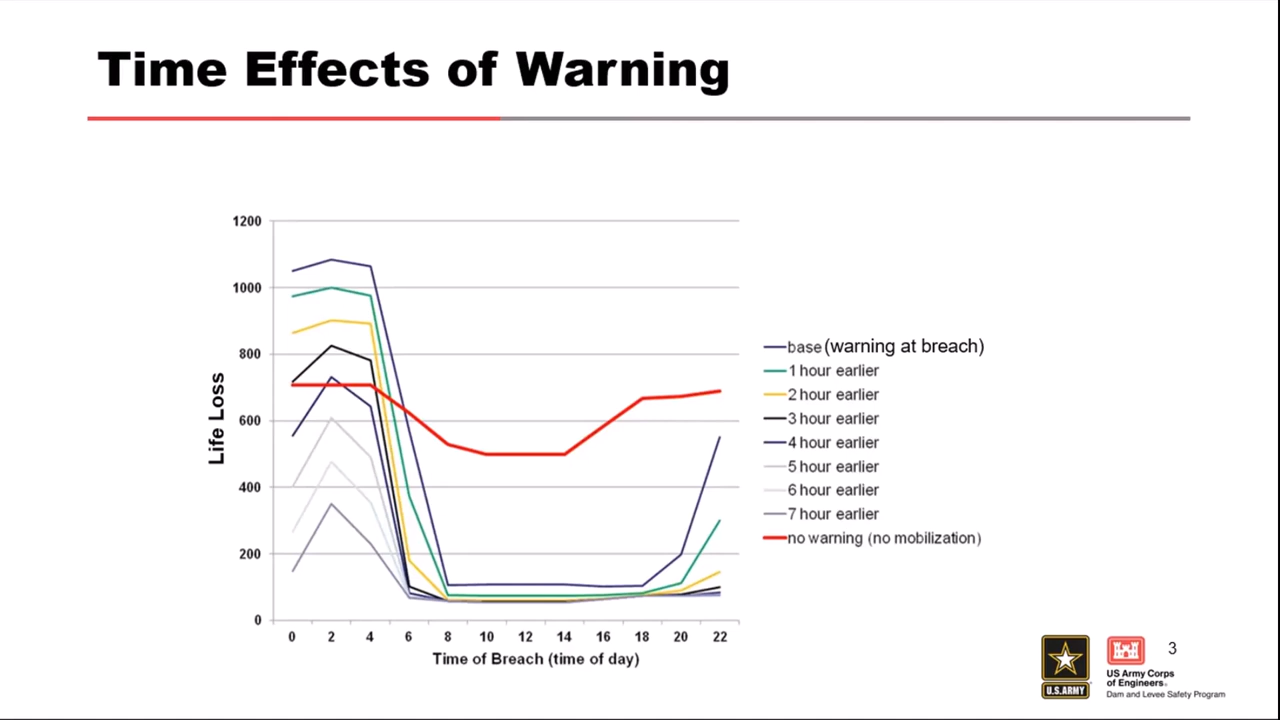 Time Effects of Warning
1200
1000
800
600
400
200
0
Life Loss
0 2 4 6 8 10 12 14 16 18 20 22
Time of Breach (time of day)
base (warning at breach)
1 hour earlier
2 hour earlier
3 hour earlier
4 hour earlier
5 hour earlier
6 hour earlier
7 hour earlier
no warning (no mobilization)
U.S.ARMY
US Army Corps
of Engineers®
Dam and Levee Safety Program
3